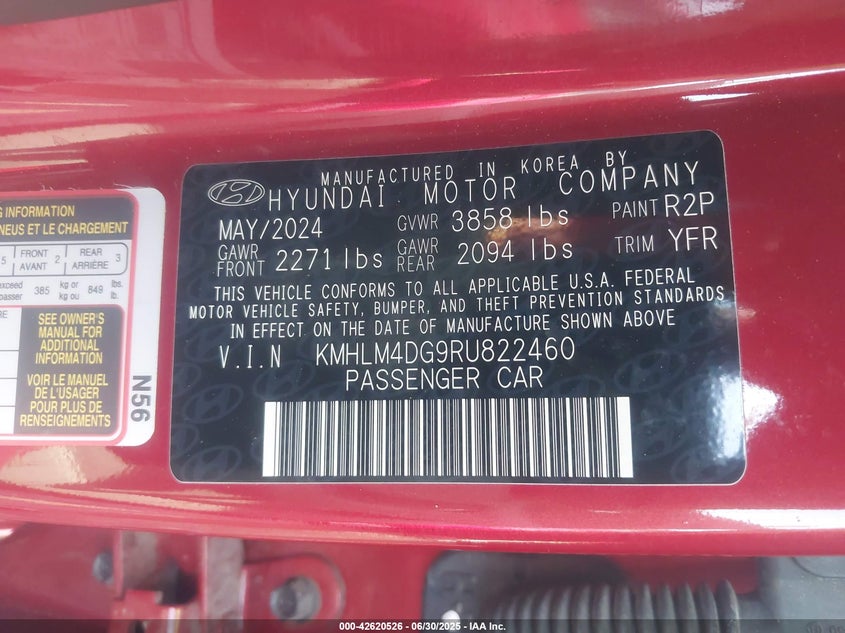 MANUFACTURED IN KOREA BY
HYUNDAI MOTOR COMPANY
MAY/2024 GVWR 3858 lbs PAINT R2P
GAWR FRONT 2271 lbs GAWR REAR 2094 lbs TRIM YFR
THIS VEHICLE CONFORMS TO ALL APPLICABLE U.S.A. FEDERAL
MOTOR VEHICLE SAFETY, BUMPER, AND THEFT PREVENTION STANDARDS
IN EFFECT ON THE DATE OF MANUFACTURE SHOWN ABOVE
V.I.N KMHLM4DG9RU822460
PASSENGER CAR
INFORMATION
PNEUS ET LE CHARGEMENT
5 FRONT AVANT 2 REAR ARRIÈRE 3
exceed
385 kg or kg ou 849 lbs. lb.
SEE OWNER'S
MANUAL FOR
ADDITIONAL
INFORMATION
VOIR LE MANUEL
DE L'USAGER
POUR PLUS DE
RENSEIGNEMENTS
N56
000-42620526 - 06/30/2025 - IAA Inc.